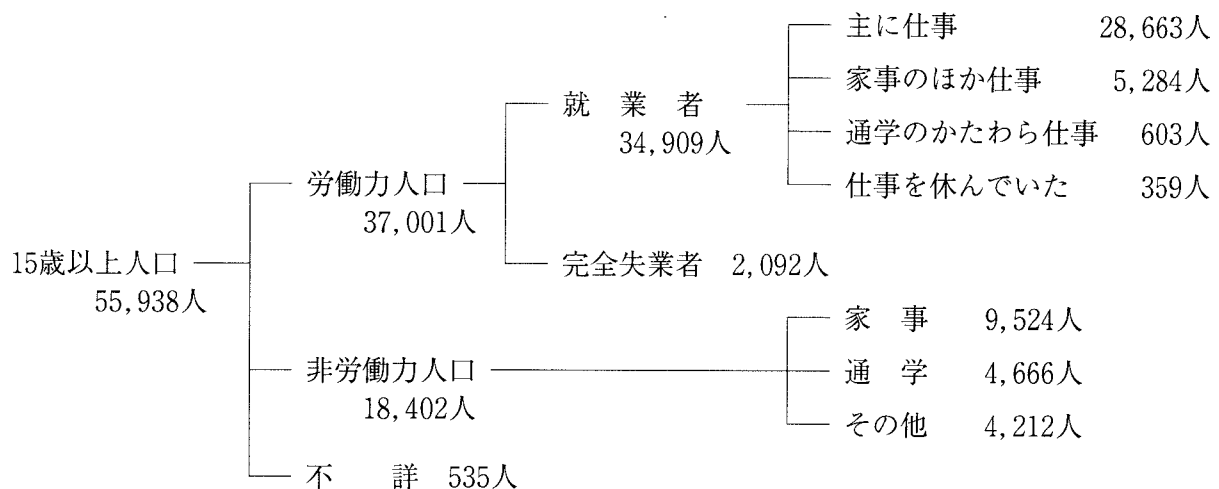 15歳以上人口
55,938人
労働力人口
37,001人
就業者
34,909人
主に仕事 28,663人
家事のほか仕事 5,284人
通学のかたわら仕事 603人
仕事を休んでいた 359人
完全失業者 2,092人
非労働力人口
18,402人
家事 9,524人
通学 4,666人
その他 4,212人
不詳 535人